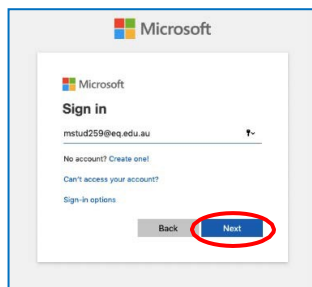 Microsoft
Microsoft
Sign in
mstud259@eq.edu.au
No account? Create one!
Can't access your account?
Sign-in options
Back
Next